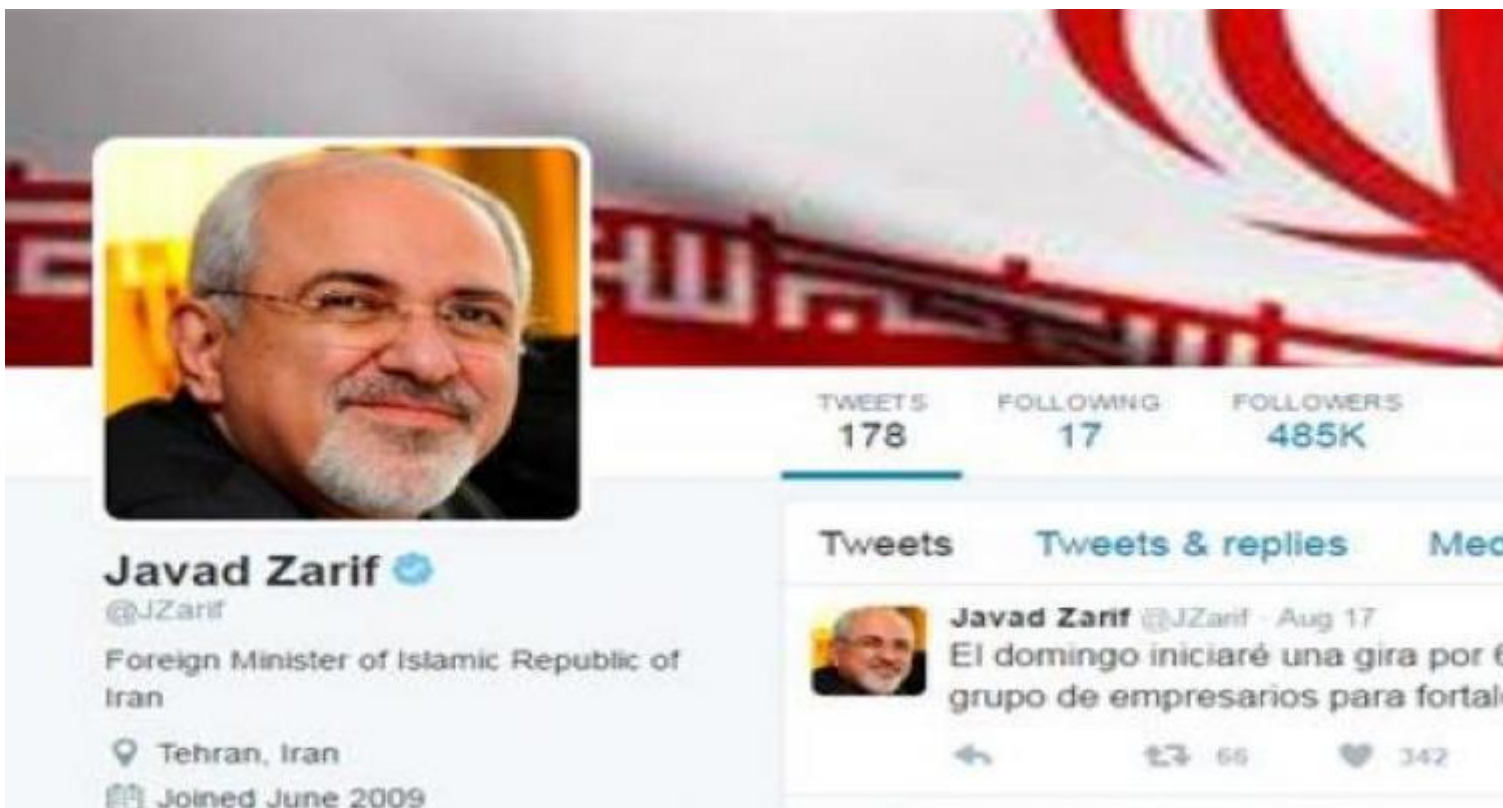 TWEETS FOLLOWING FOLLOWERS
178 17 485K
Javad Zarif
@JZarif
Foreign Minister of Islamic Republic of
Iran
Tehran, Iran
Joined June 2009
Tweets Tweets & replies
Javad Zarif @JZarif · Aug 17
El domingo iniciaré una gira por 6
grupo de empresarios para
66 342